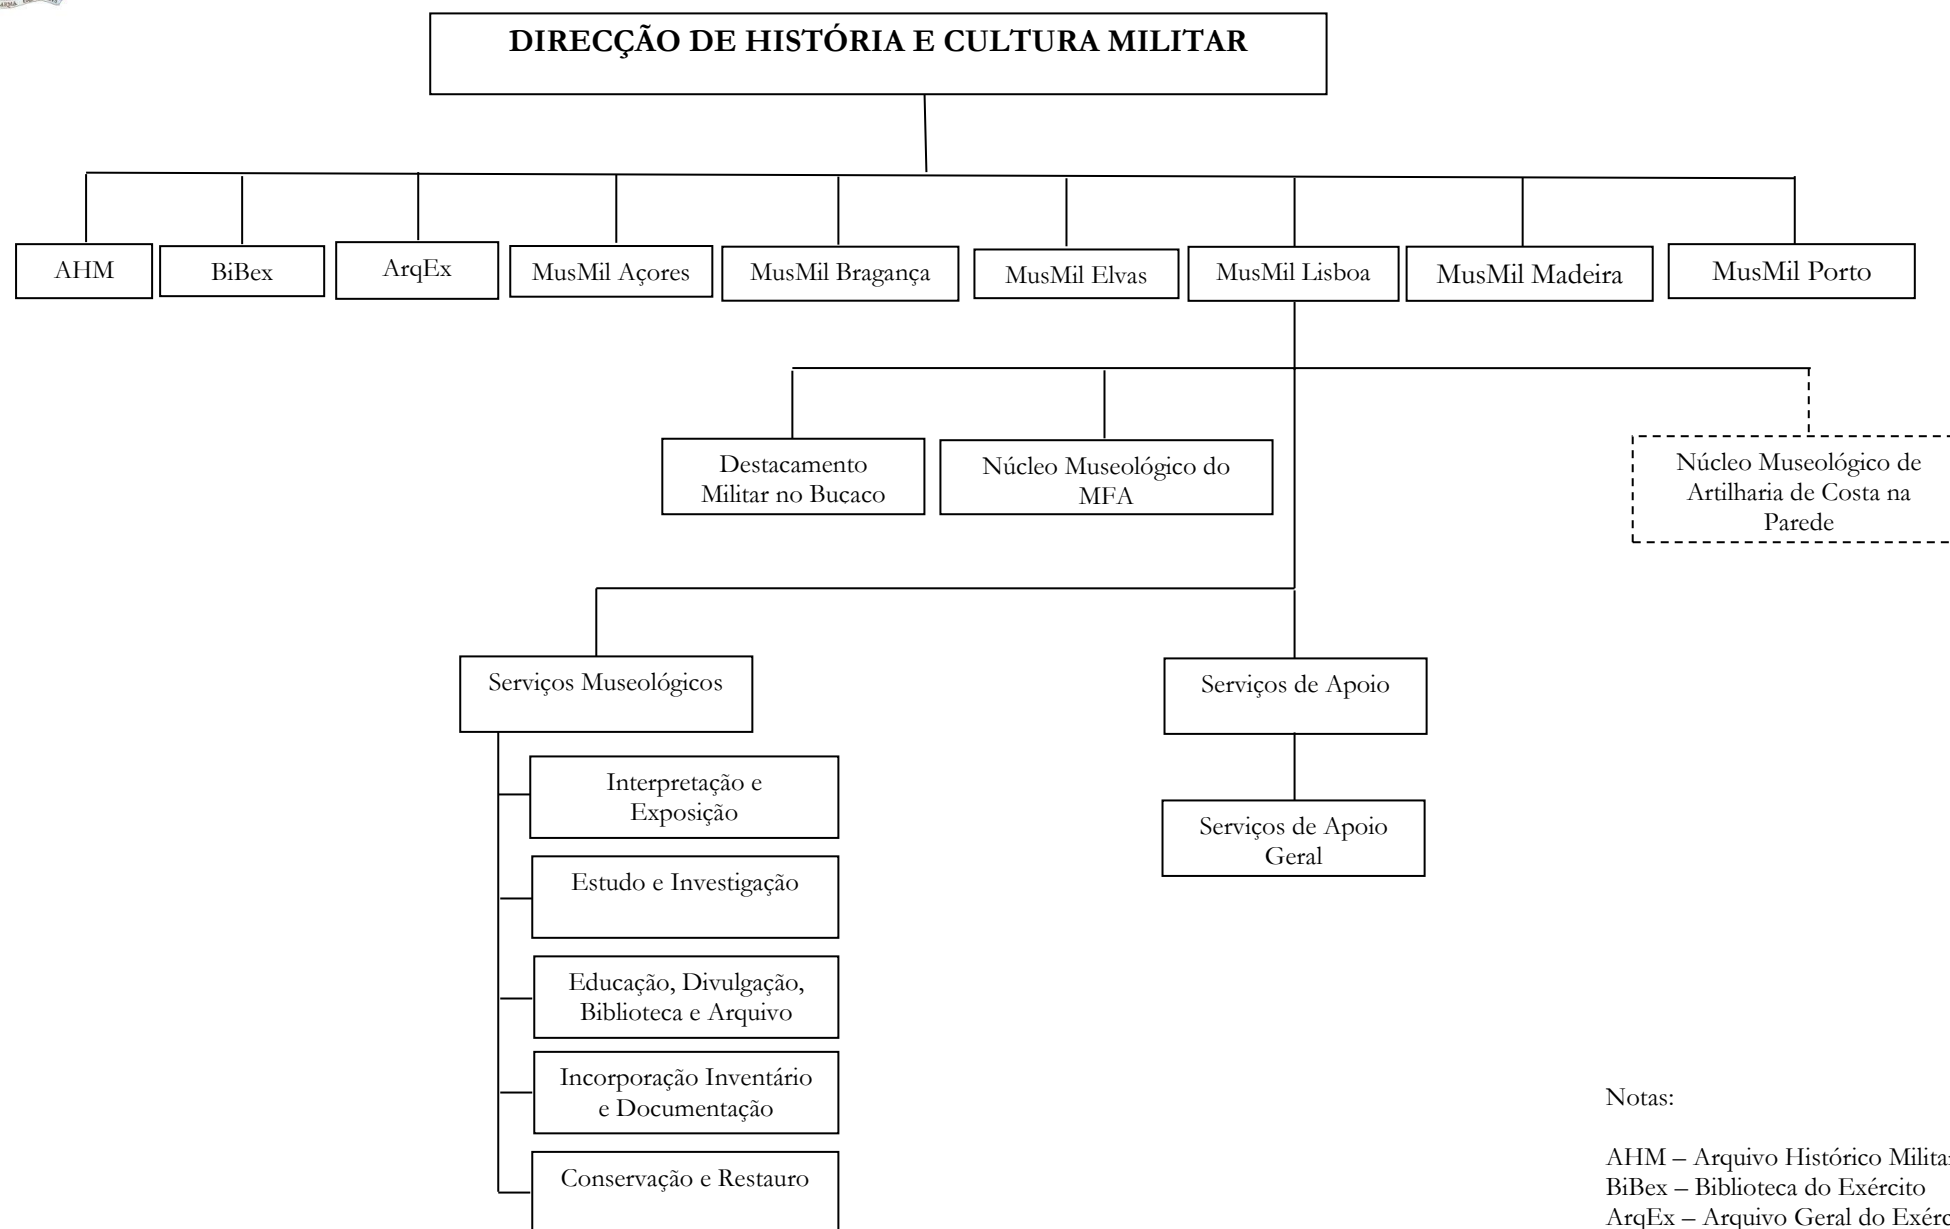 DIRECÇÃO DE HISTÓRIA E CULTURA MILITAR
AHM
BiBex
ArqEx
MusMil Açores
MusMil Bragança
MusMil Elvas
MusMil Lisboa
MusMil Madeira
MusMil Porto
Destacamento
Militar no Buçaco
Núcleo Museológico do
MFA
Núcleo Museológico de
Artilharia de Costa na
Parede
Serviços Museológicos
Serviços de Apoio
Interpretação e
Exposição
Serviços de Apoio
Geral
Estudo e Investigação
Educação, Divulgação,
Biblioteca e Arquivo
Incorporação Inventário
e Documentação
Conservação e Restauro
Notas:
AHM – Arquivo Histórico Militar
BiBex – Biblioteca do Exército
ArqEx – Arquivo Geral do